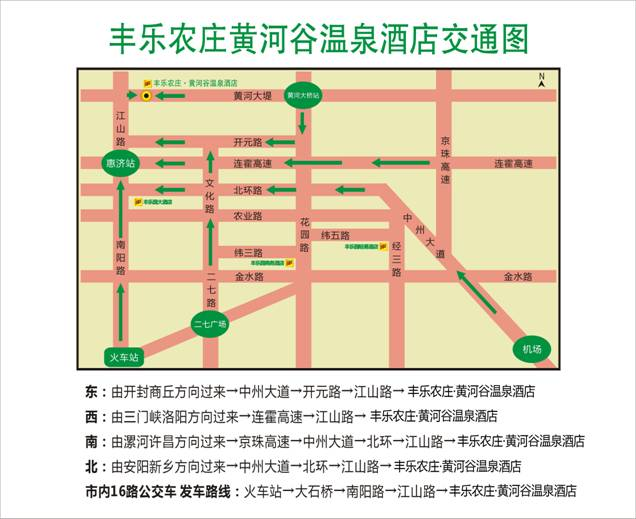 丰乐农庄黄河谷温泉酒店交通图
N
丰乐农庄·黄河谷温泉酒店
黄河大堤
黄河大桥站
江山路
开元路
京珠高速
惠济站
连霍高速
连霍高速
文化路
北环路
丰乐园大酒店
农业路
花园路
中州大道
纬五路
南阳路
经三路
纬三路
二七路
金水路
金水路
二七广场
机场
火车站
东：由开封商丘方向过来→中州大道→开元路→江山路→丰乐农庄·黄河谷温泉酒店
西：由三门峡洛阳方向过来→连霍高速→江山路→ 丰乐农庄·黄河谷温泉酒店
南：由漯河许昌方向过来→京珠高速→中州大道→北环→江山路→丰乐农庄·黄河谷温泉酒店
北：由安阳新乡方向过来→中州大道→北环→江山路→丰乐农庄·黄河谷温泉酒店
市内16路公交车 发车路线：火车站→大石桥→南阳路→江山路→丰乐农庄·黄河谷温泉酒店